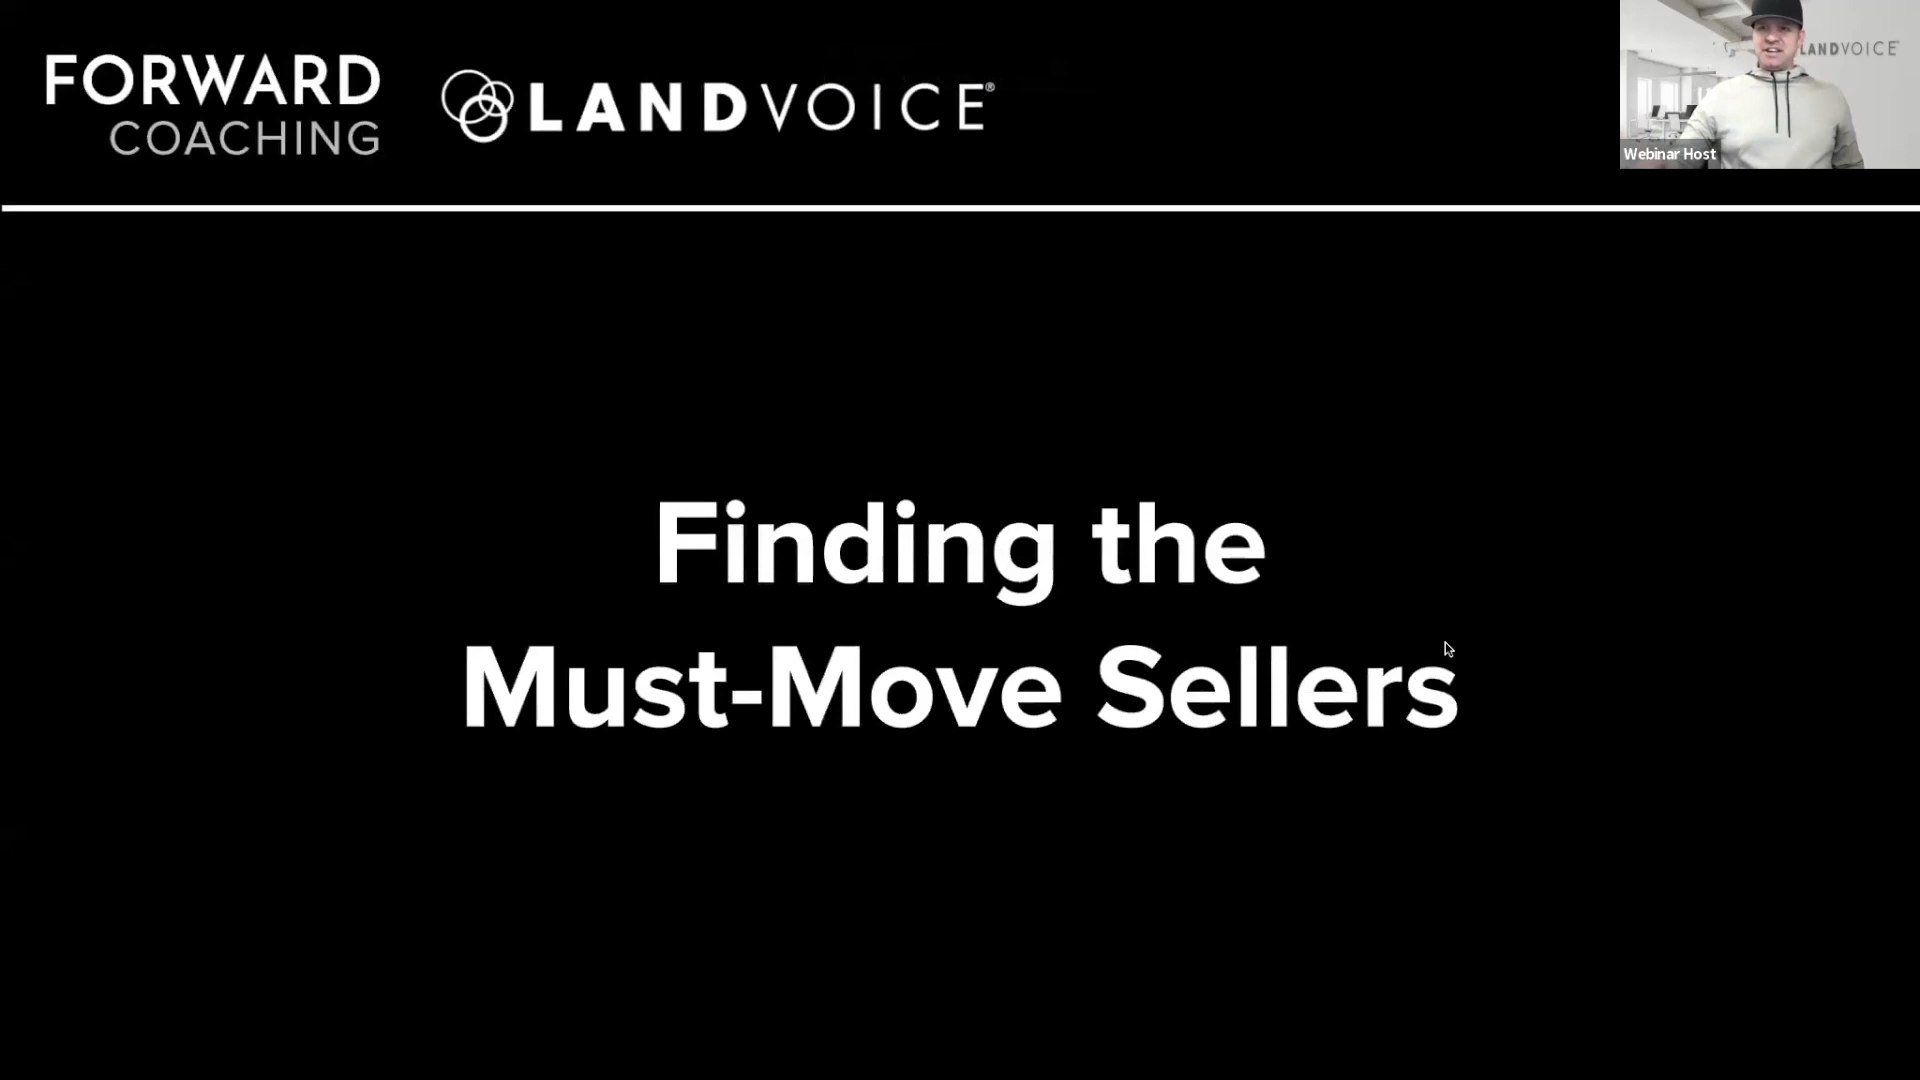 FORWARD
COACHING
LANDVOICE®
LANDVOICE
Webinar Host
Finding the
Must-Move Sellers